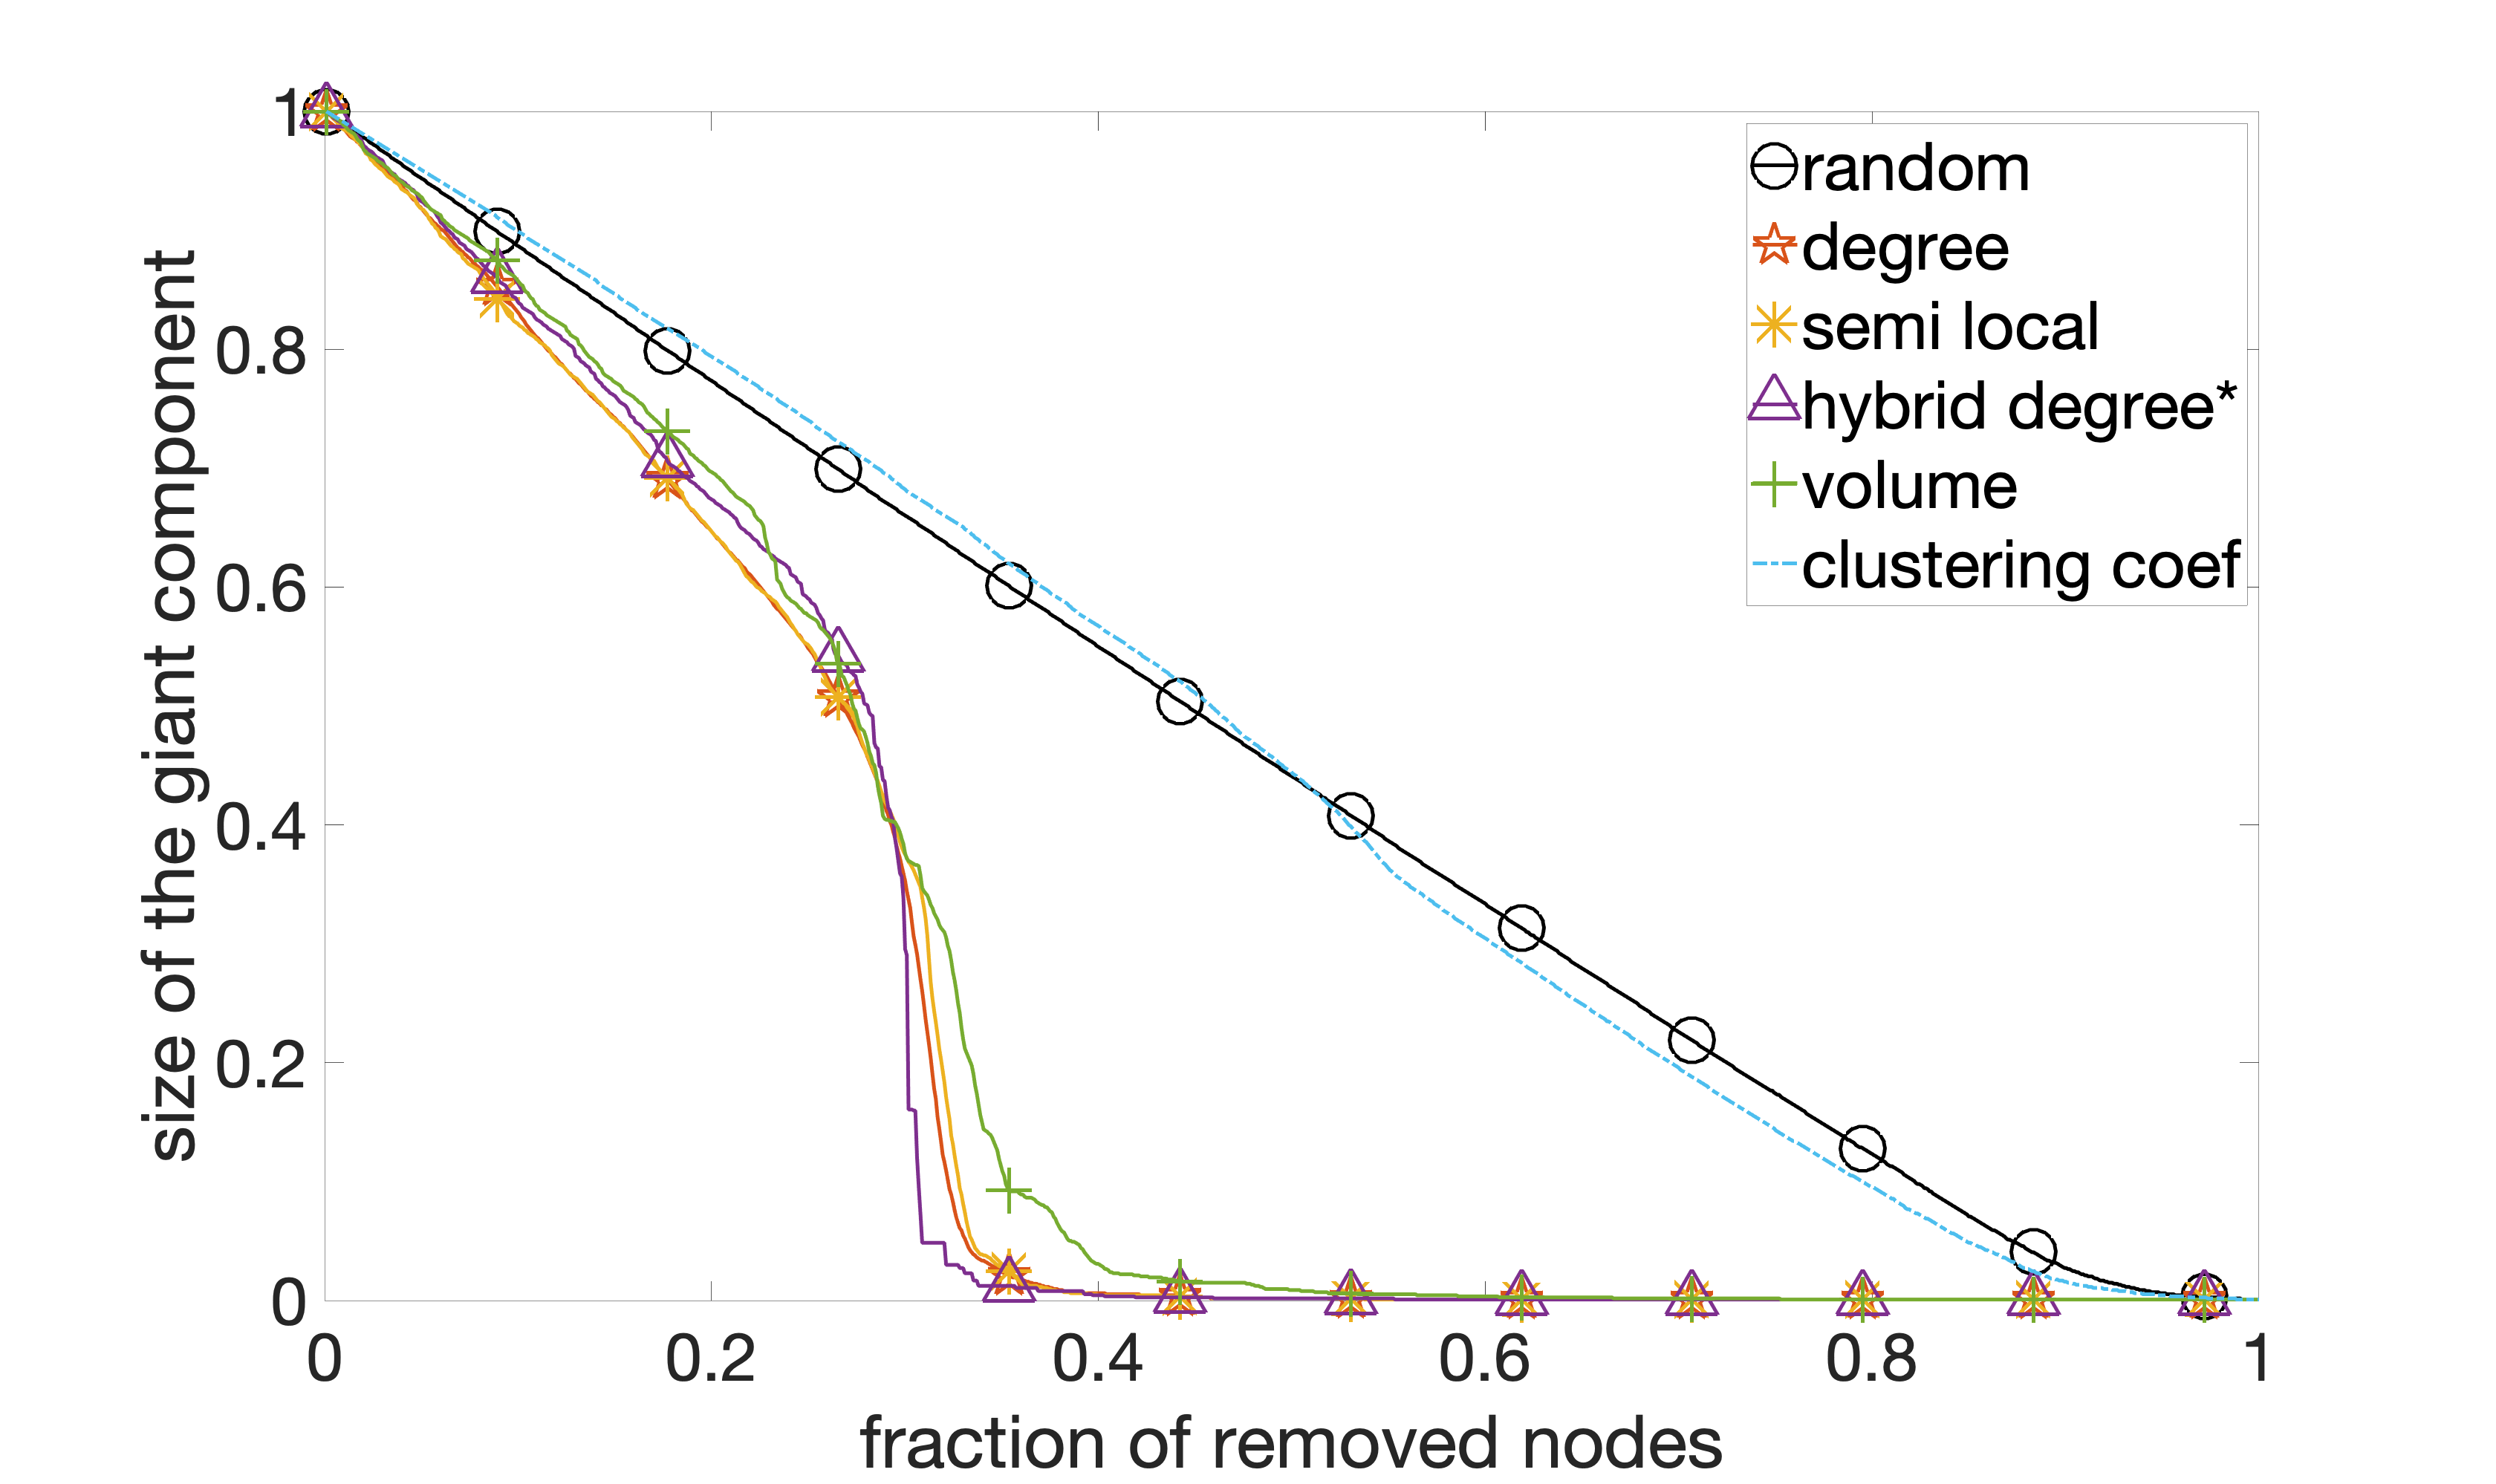 1
0.8
0.6
0.4
0.2
0
0
0.2
0.4
0.6
0.8
1
size of the giant component
fraction of removed nodes
random
degree
semi local
hybrid degree*
volume
clustering coef